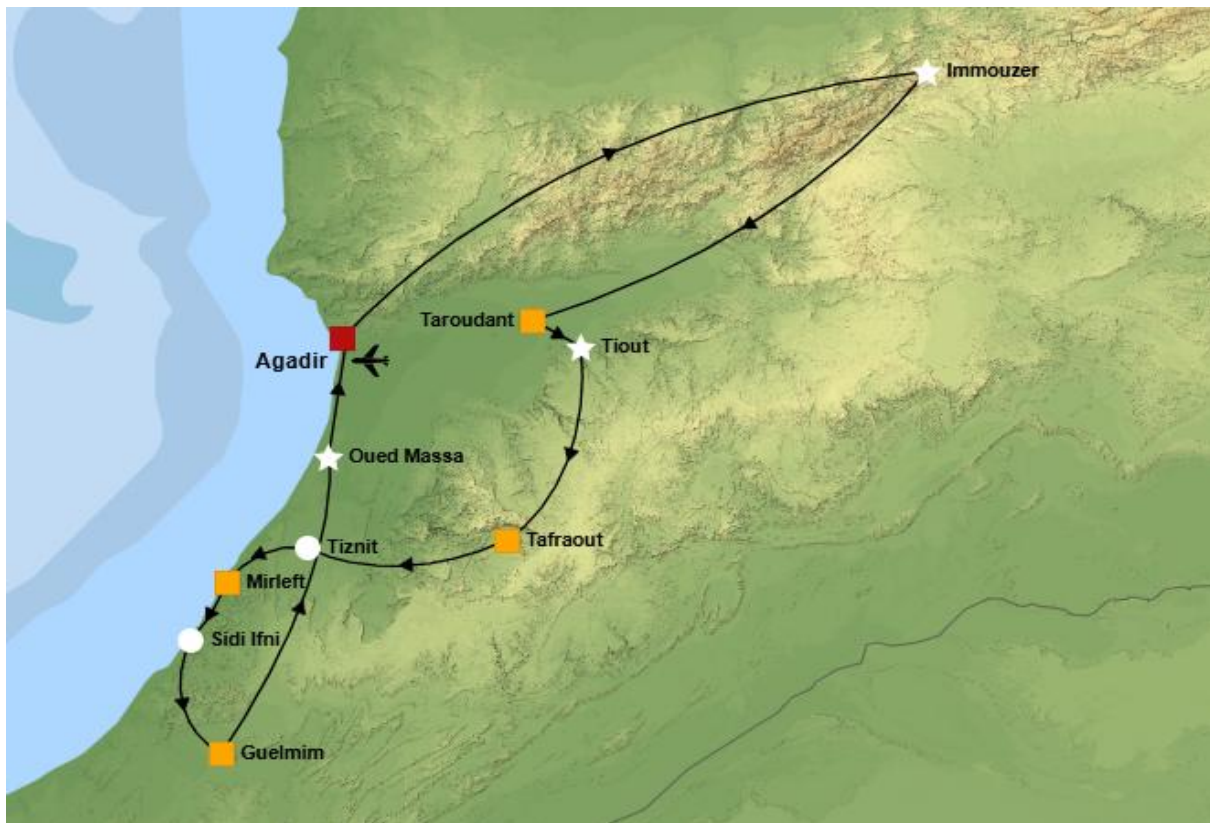 Immouzer
Taroudant
Tiout
Agadir
Oued Massa
Tafraout
Tiznit
Mirleft
Sidi Ifni
Guelmim